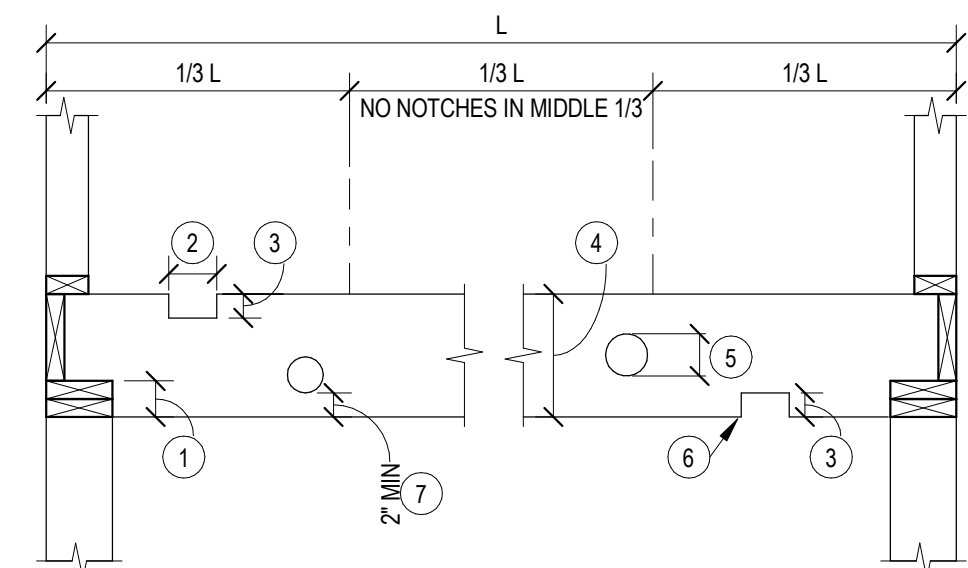 L
1/3 L
1/3 L
1/3 L
NO NOTCHES IN MIDDLE 1/3
2
3
4
5
1
6
3
2" MIN
7